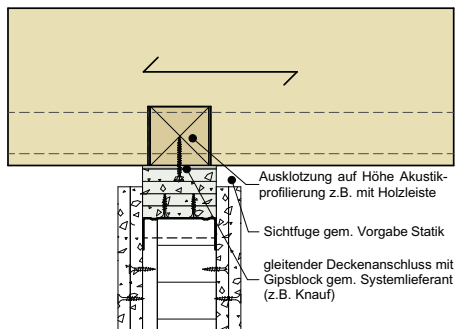 Ausklotzung auf Höhe Akustik-
profilierung z.B. mit Holzleiste
Sichtfuge gem. Vorgabe Statik
gleitender Deckenanschluss mit
Gipsblock gem. Systemlieferant
(z.B. Knauf)